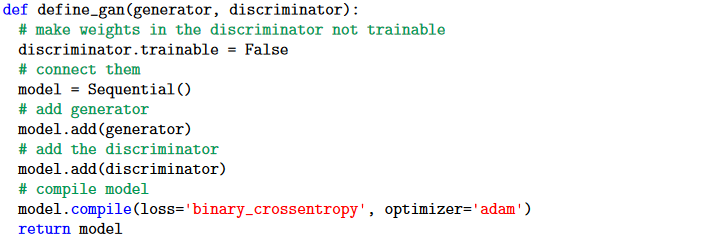 def define_gan(generator, discriminator):
  # make weights in the discriminator not trainable
  discriminator.trainable = False
  # connect them
  model = Sequential()
  # add generator
  model.add(generator)
  # add the discriminator
  model.add(discriminator)
  # compile model
  model.compile(loss='binary_crossentropy', optimizer='adam')
  return model